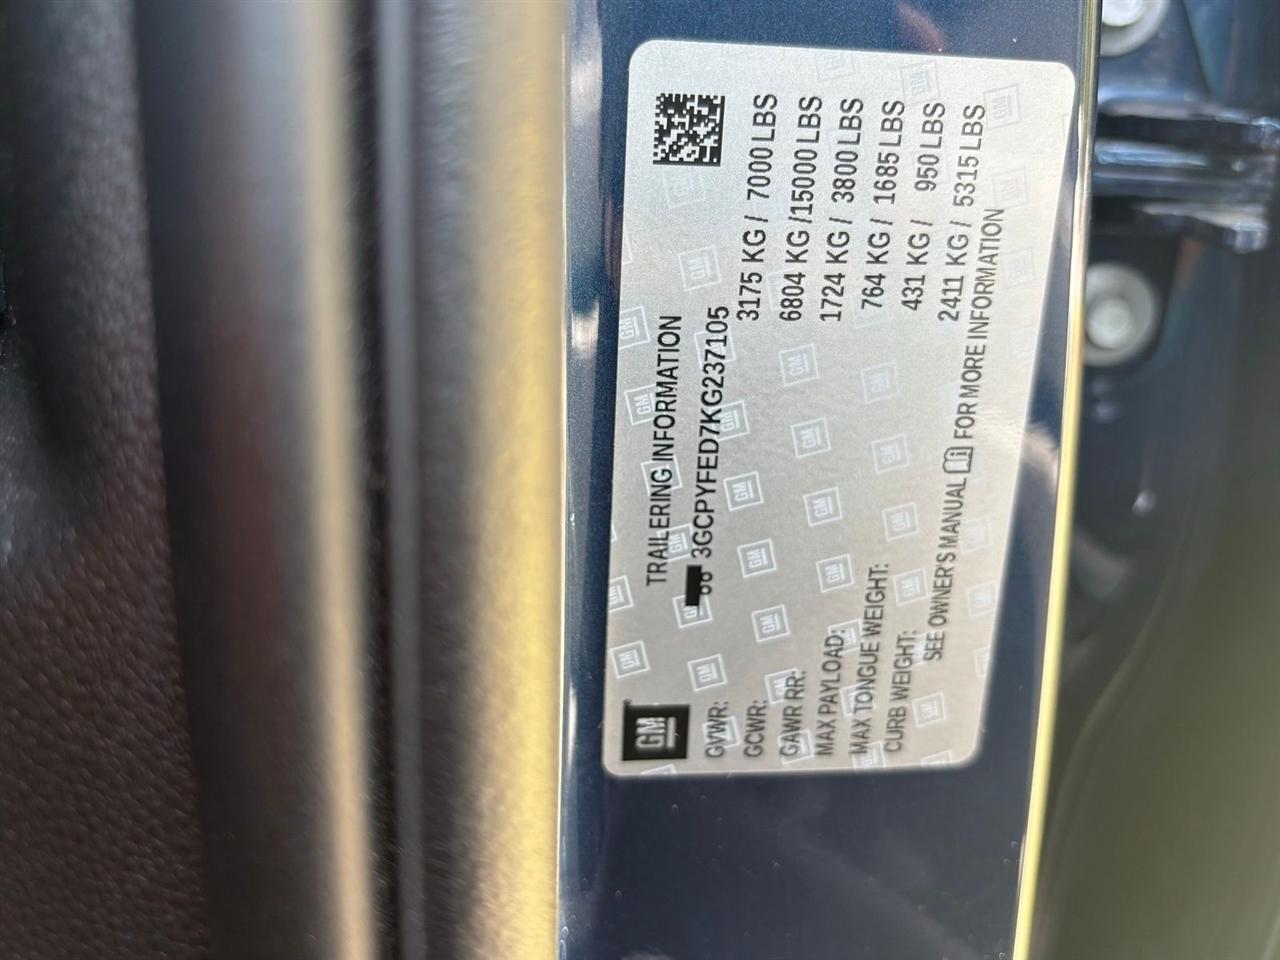 GM
TRAILERING INFORMATION
3GCPYFED7KG237105
GVWR: 3175 KG / 7000 LBS
GCWR: 6804 KG /15000 LBS
GAWR RR: 1724 KG / 3800 LBS
MAX PAYLOAD: 764 KG / 1685 LBS
MAX TONGUE WEIGHT: 431 KG / 950 LBS
CURB WEIGHT: 2411 KG / 5315 LBS
SEE OWNER'S MANUAL FOR MORE INFORMATION